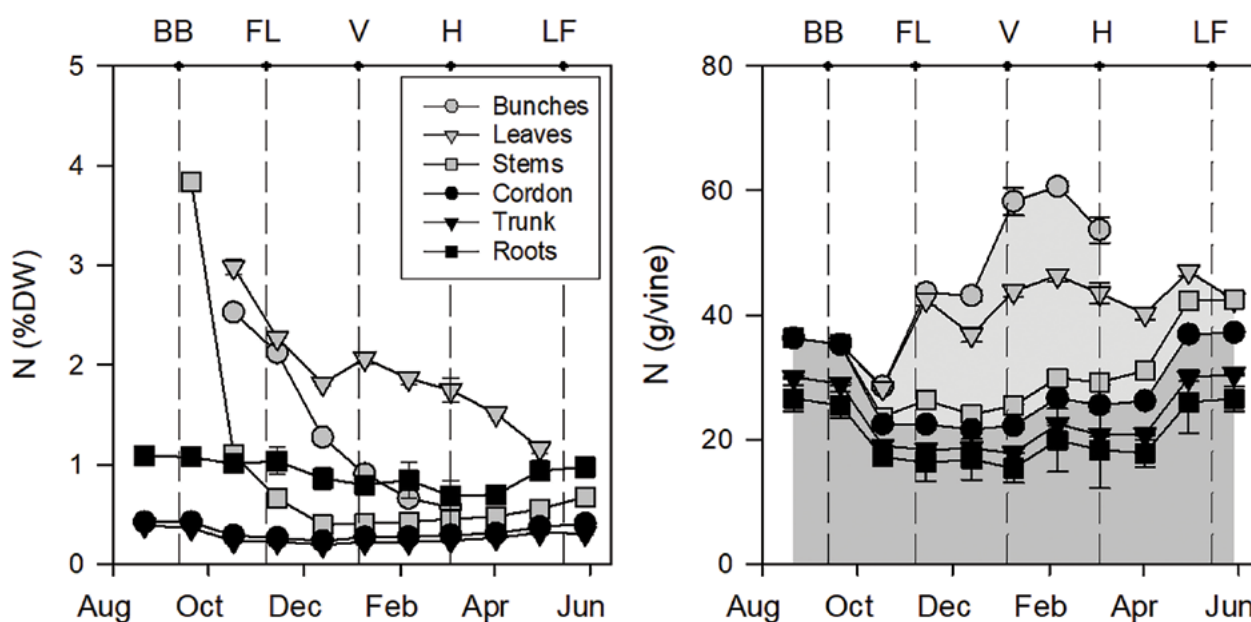 BB FL V H LF
5
4
3
2
1
0
N (%DW)
Bunches
Leaves
Stems
Cordon
Trunk
Roots
Aug Oct Dec Feb Apr Jun
BB FL V H LF
80
60
40
20
0
N (g/vine)
Aug Oct Dec Feb Apr Jun